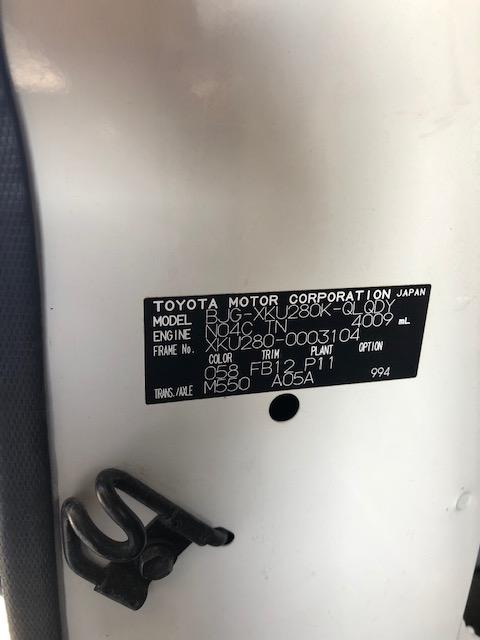 TOYOTA MOTOR CORPORATION JAPAN
MODEL BJG-XKU280K-QLQDY
ENGINE N04C TN 4009 mL
FRAME No. XKU280-0003104
COLOR TRIM PLANT OPTION
058 FB12 P11 994
TRANS./AXLE M550 A05A